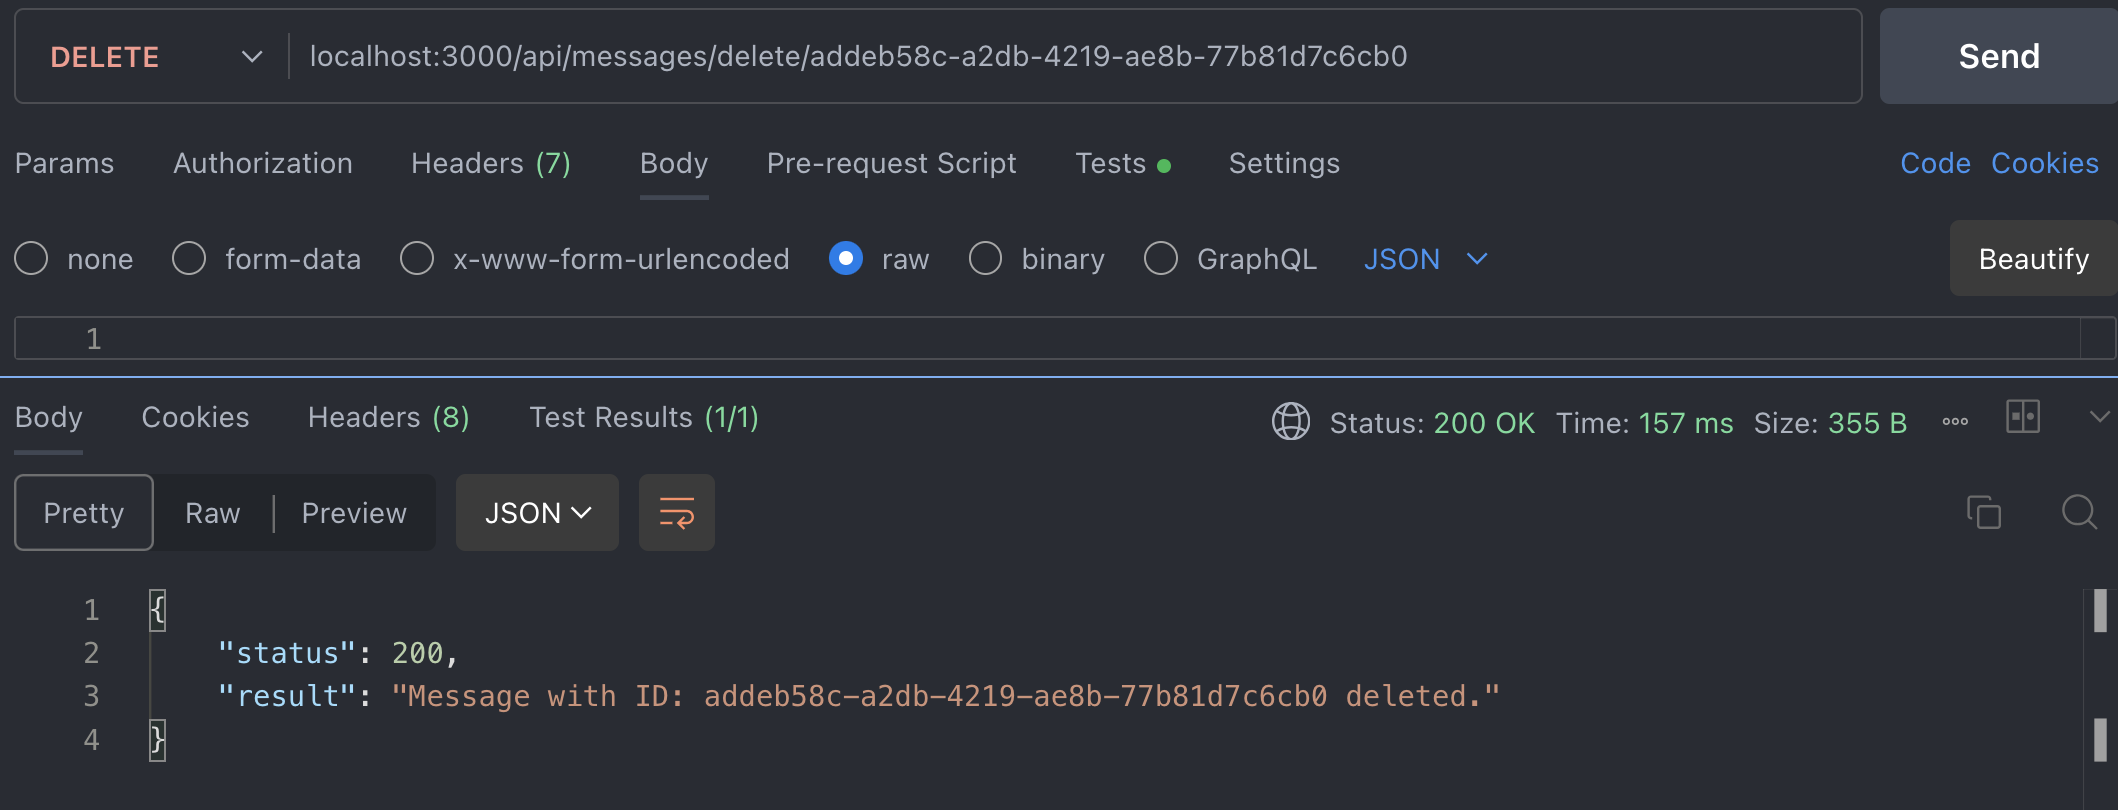 DELETE localhost:3000/api/messages/delete/addeb58c-a2db-4219-ae8b-77b81d7c6cb0 Send
Params Authorization Headers (7) Body Pre-request Script Tests Settings Code Cookies
none form-data x-www-form-urlencoded raw binary GraphQL JSON Beautify
1
Body Cookies Headers (8) Test Results (1/1) Status: 200 OK Time: 157 ms Size: 355 B
Pretty Raw Preview JSON
1 {
2 "status": 200,
3 "result": "Message with ID: addeb58c-a2db-4219-ae8b-77b81d7c6cb0 deleted."
4 }